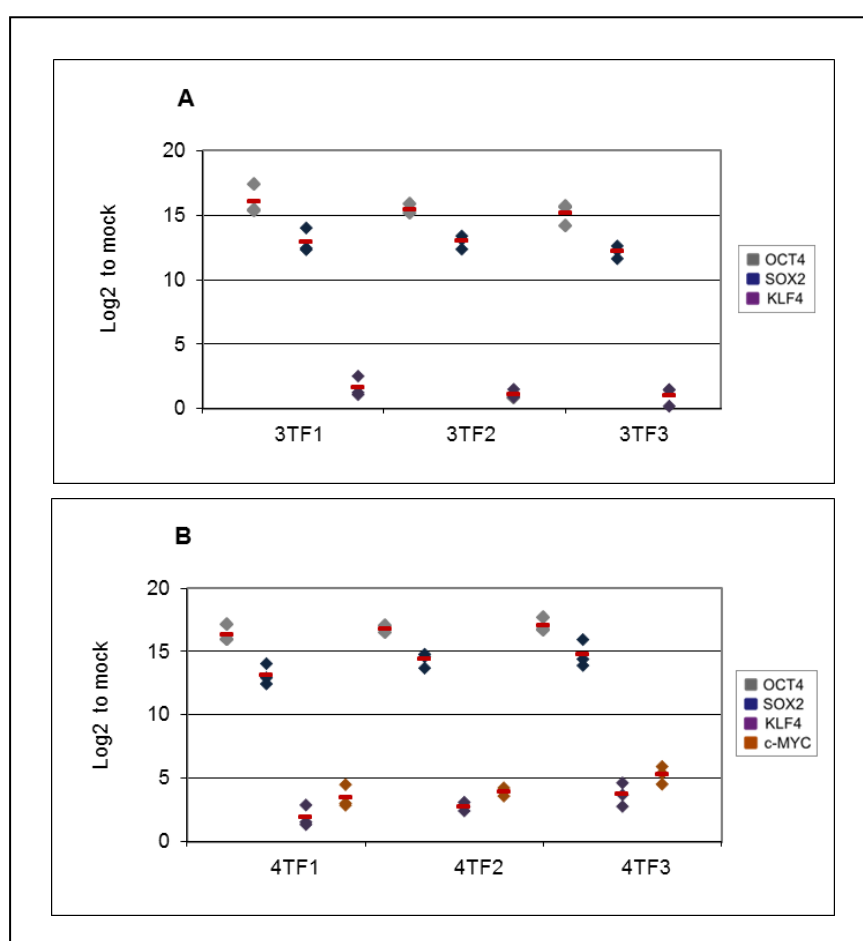 A
Log2 to mock
20
15
10
5
0
3TF1 3TF2 3TF3
OCT4
SOX2
KLF4
B
Log2 to mock
20
15
10
5
0
4TF1 4TF2 4TF3
OCT4
SOX2
KLF4
c-MYC